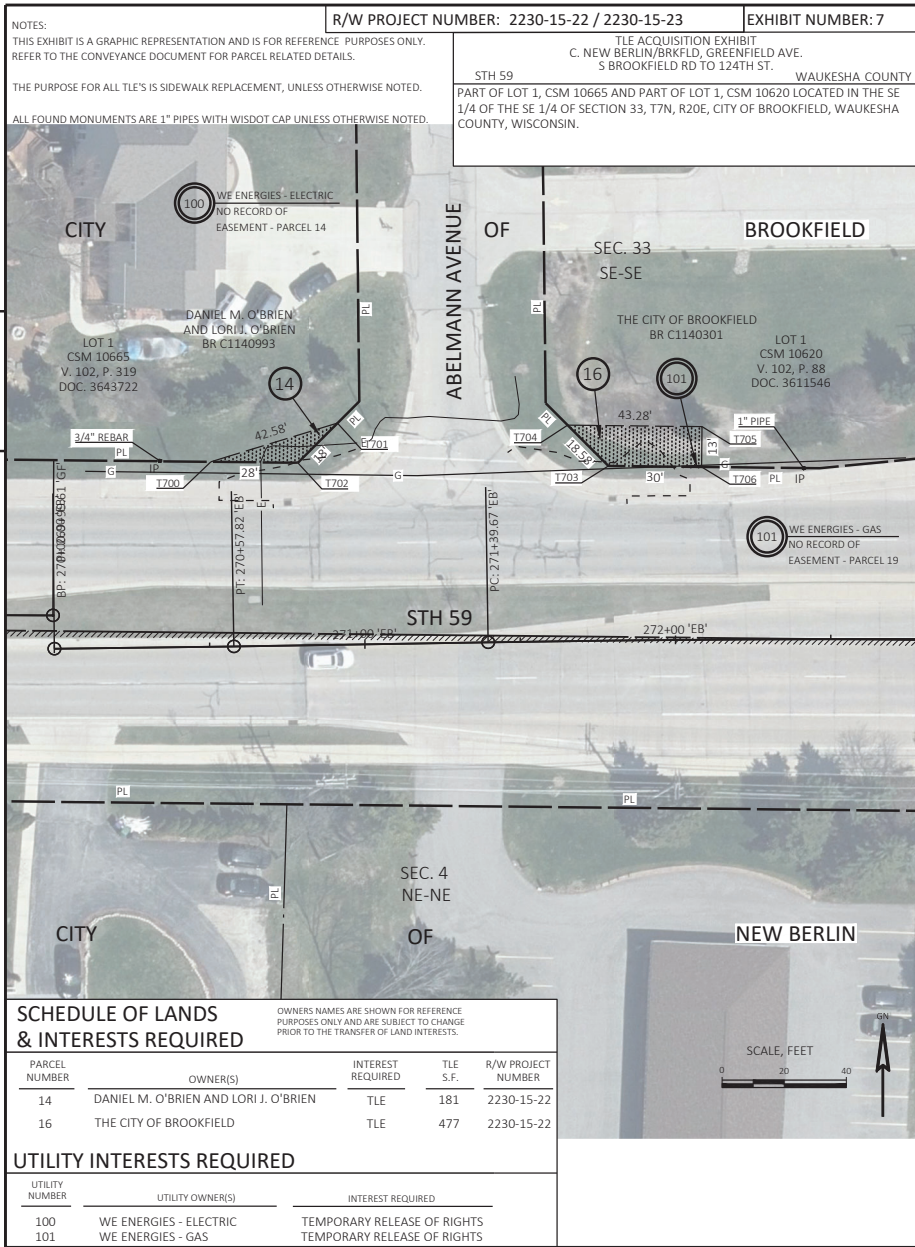 NOTES:
THIS EXHIBIT IS A GRAPHIC REPRESENTATION AND IS FOR REFERENCE PURPOSES ONLY.
REFER TO THE CONVEYANCE DOCUMENT FOR PARCEL RELATED DETAILS.
THE PURPOSE FOR ALL TLE'S IS SIDEWALK REPLACEMENT, UNLESS OTHERWISE NOTED.
ALL FOUND MONUMENTS ARE 1" PIPES WITH WISDOT CAP UNLESS OTHERWISE NOTED.
R/W PROJECT NUMBER: 2230-15-22 / 2230-15-23
EXHIBIT NUMBER: 7
TLE ACQUISITION EXHIBIT
C. NEW BERLIN/BRKFLD, GREENFIELD AVE.
S BROOKFIELD RD TO 124TH ST.
STH 59 WAUKESHA COUNTY
PART OF LOT 1, CSM 10665 AND PART OF LOT 1, CSM 10620 LOCATED IN THE SE
1/4 OF THE SE 1/4 OF SECTION 33, T7N, R20E, CITY OF BROOKFIELD, WAUKESHA
COUNTY, WISCONSIN.
100
WE ENERGIES - ELECTRIC
NO RECORD OF
EASEMENT - PARCEL 14
CITY OF BROOKFIELD
ABELMANN AVENUE
SEC. 33
SE-SE
PL
PL
DANIEL M. O'BRIEN
AND LORI J. O'BRIEN
BR C1140993
LOT 1
CSM 10665
V. 102, P. 319
DOC. 3643722
THE CITY OF BROOKFIELD
BR C1140301
LOT 1
CSM 10620
V. 102, P. 88
DOC. 3611546
14
16
101
42.58'
PL
PL
43.28'
1" PIPE
3/4" REBAR
PL
T701
18'
T704
18.58'
13'
T705
G
IP
28'
G
T700
T702
T703
30'
G
T706
PL
IP
E
101
WE ENERGIES - GAS
NO RECORD OF
EASEMENT - PARCEL 19
PT: 270+57.82 'EB'
PC: 271+39.67 'EB'
STH 59
271+00 'EB'
272+00 'EB'
PL
PL
PL
SEC. 4
NE-NE
CITY OF NEW BERLIN
GN
SCALE, FEET
0 20 40
SCHEDULE OF LANDS
& INTERESTS REQUIRED
OWNERS NAMES ARE SHOWN FOR REFERENCE
PURPOSES ONLY AND ARE SUBJECT TO CHANGE
PRIOR TO THE TRANSFER OF LAND INTERESTS.
PARCEL NUMBER OWNER(S) INTEREST REQUIRED TLE S.F. R/W PROJECT NUMBER
14 DANIEL M. O'BRIEN AND LORI J. O'BRIEN TLE 181 2230-15-22
16 THE CITY OF BROOKFIELD TLE 477 2230-15-22
UTILITY INTERESTS REQUIRED
UTILITY NUMBER UTILITY OWNER(S) INTEREST REQUIRED
100 WE ENERGIES - ELECTRIC TEMPORARY RELEASE OF RIGHTS
101 WE ENERGIES - GAS TEMPORARY RELEASE OF RIGHTS